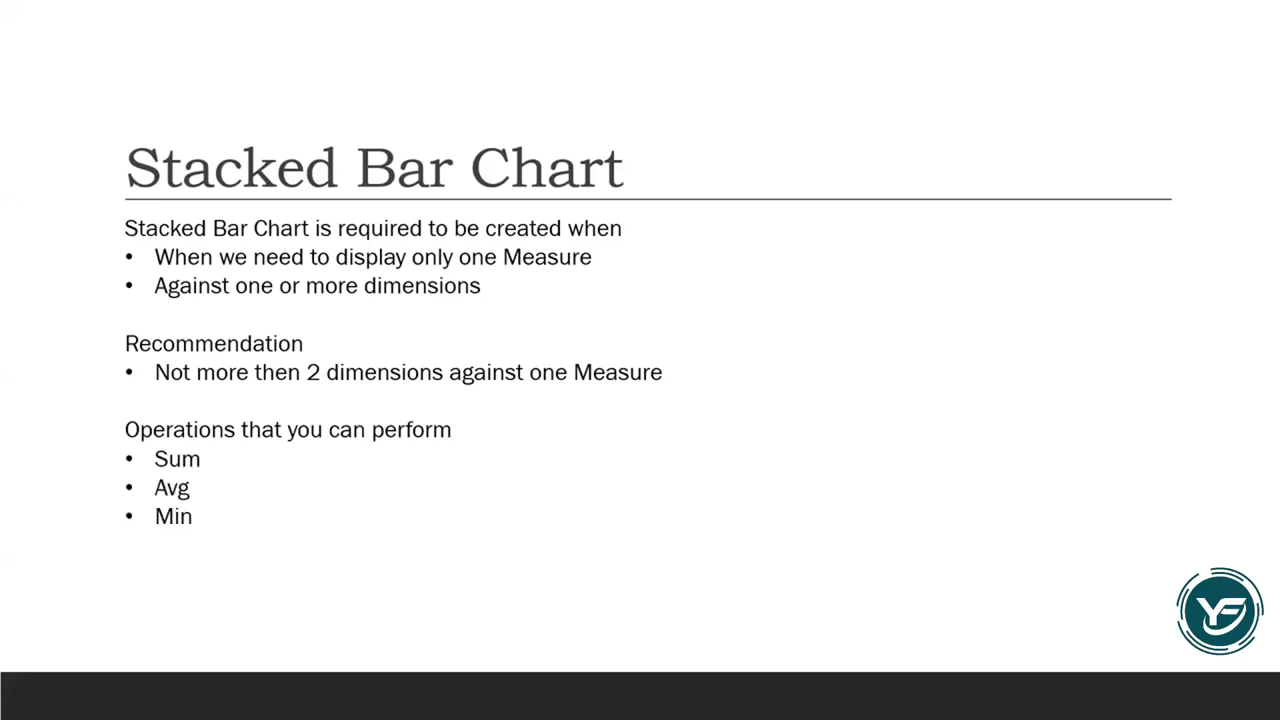 Stacked Bar Chart
Stacked Bar Chart is required to be created when
• When we need to display only one Measure
• Against one or more dimensions
Recommendation
• Not more then 2 dimensions against one Measure
Operations that you can perform
• Sum
• Avg
• Min
YF